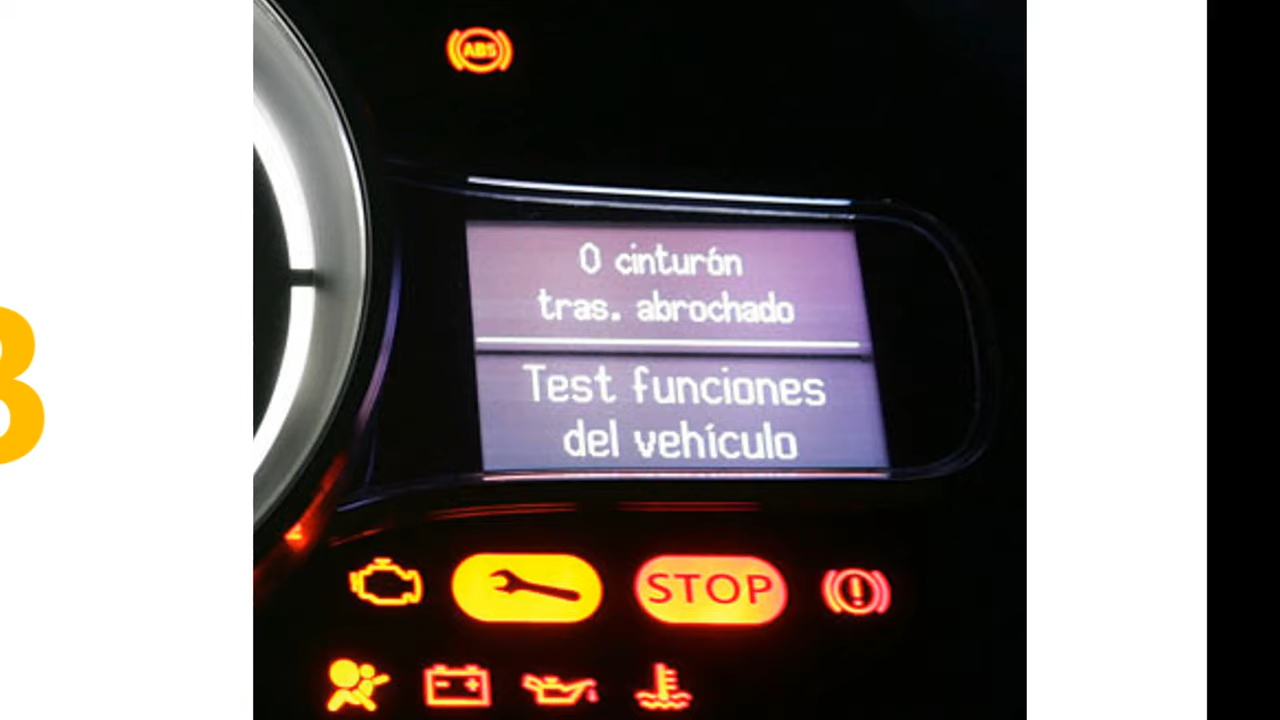 ABS
0 cinturón
tras. abrochado
Test funciones
del vehículo
STOP